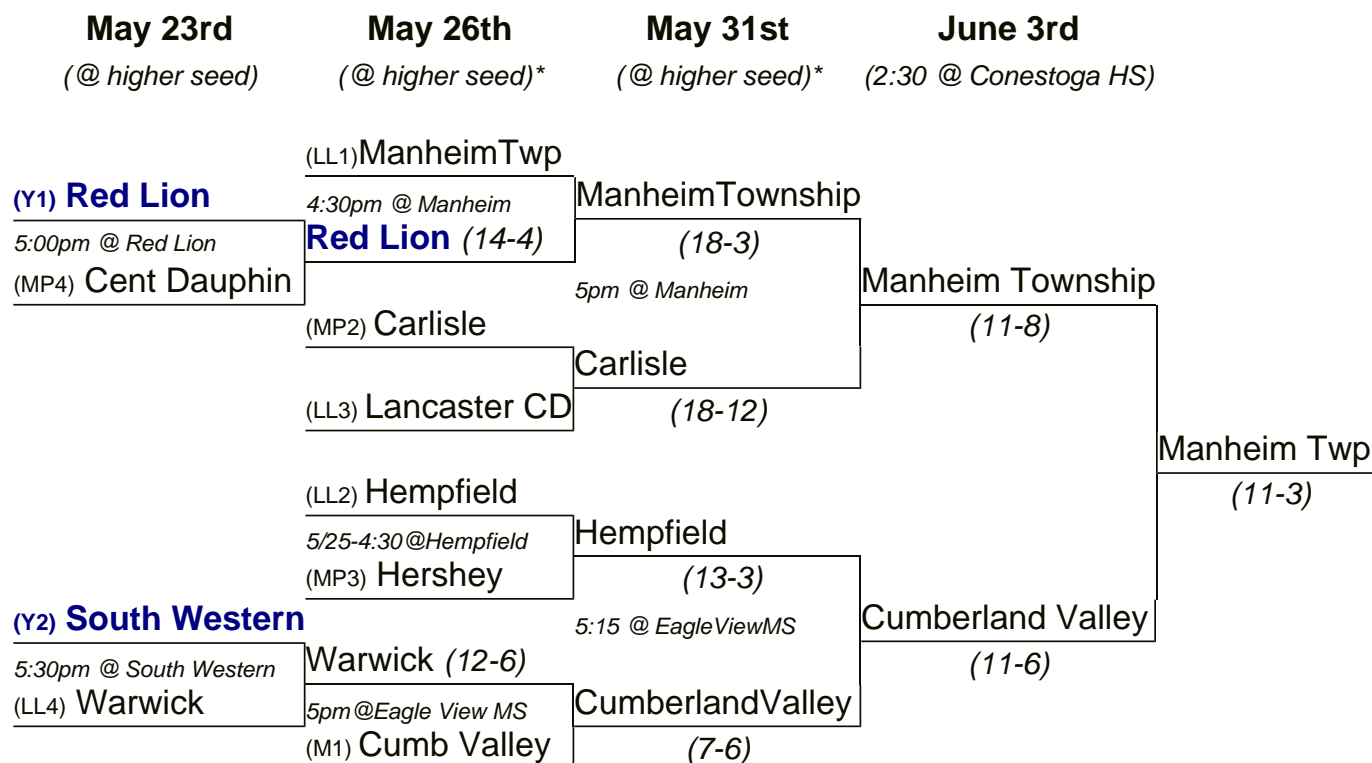 May 23rd May 26th May 31st June 3rd
(@ higher seed) (@ higher seed)* (@ higher seed)* (2:30 @ Conestoga HS)
(LL1)ManheimTwp
(Y1) Red Lion
4:30pm @ Manheim
ManheimTownship
5:00pm @ Red Lion
Red Lion (14-4)
(18-3)
(MP4) Cent Dauphin
5pm @ Manheim
Manheim Township
(MP2) Carlisle
(11-8)
Carlisle
(LL3) Lancaster CD
(18-12)
Manheim Twp
(LL2) Hempfield
(11-3)
5/25-4:30@Hempfield
Hempfield
(MP3) Hershey
(13-3)
(Y2) South Western
5:15 @ EagleViewMS
Cumberland Valley
5:30pm @ South Western
Warwick (12-6)
(11-6)
(LL4) Warwick
5pm@Eagle View MS
CumberlandValley
(M1) Cumb Valley
(7-6)